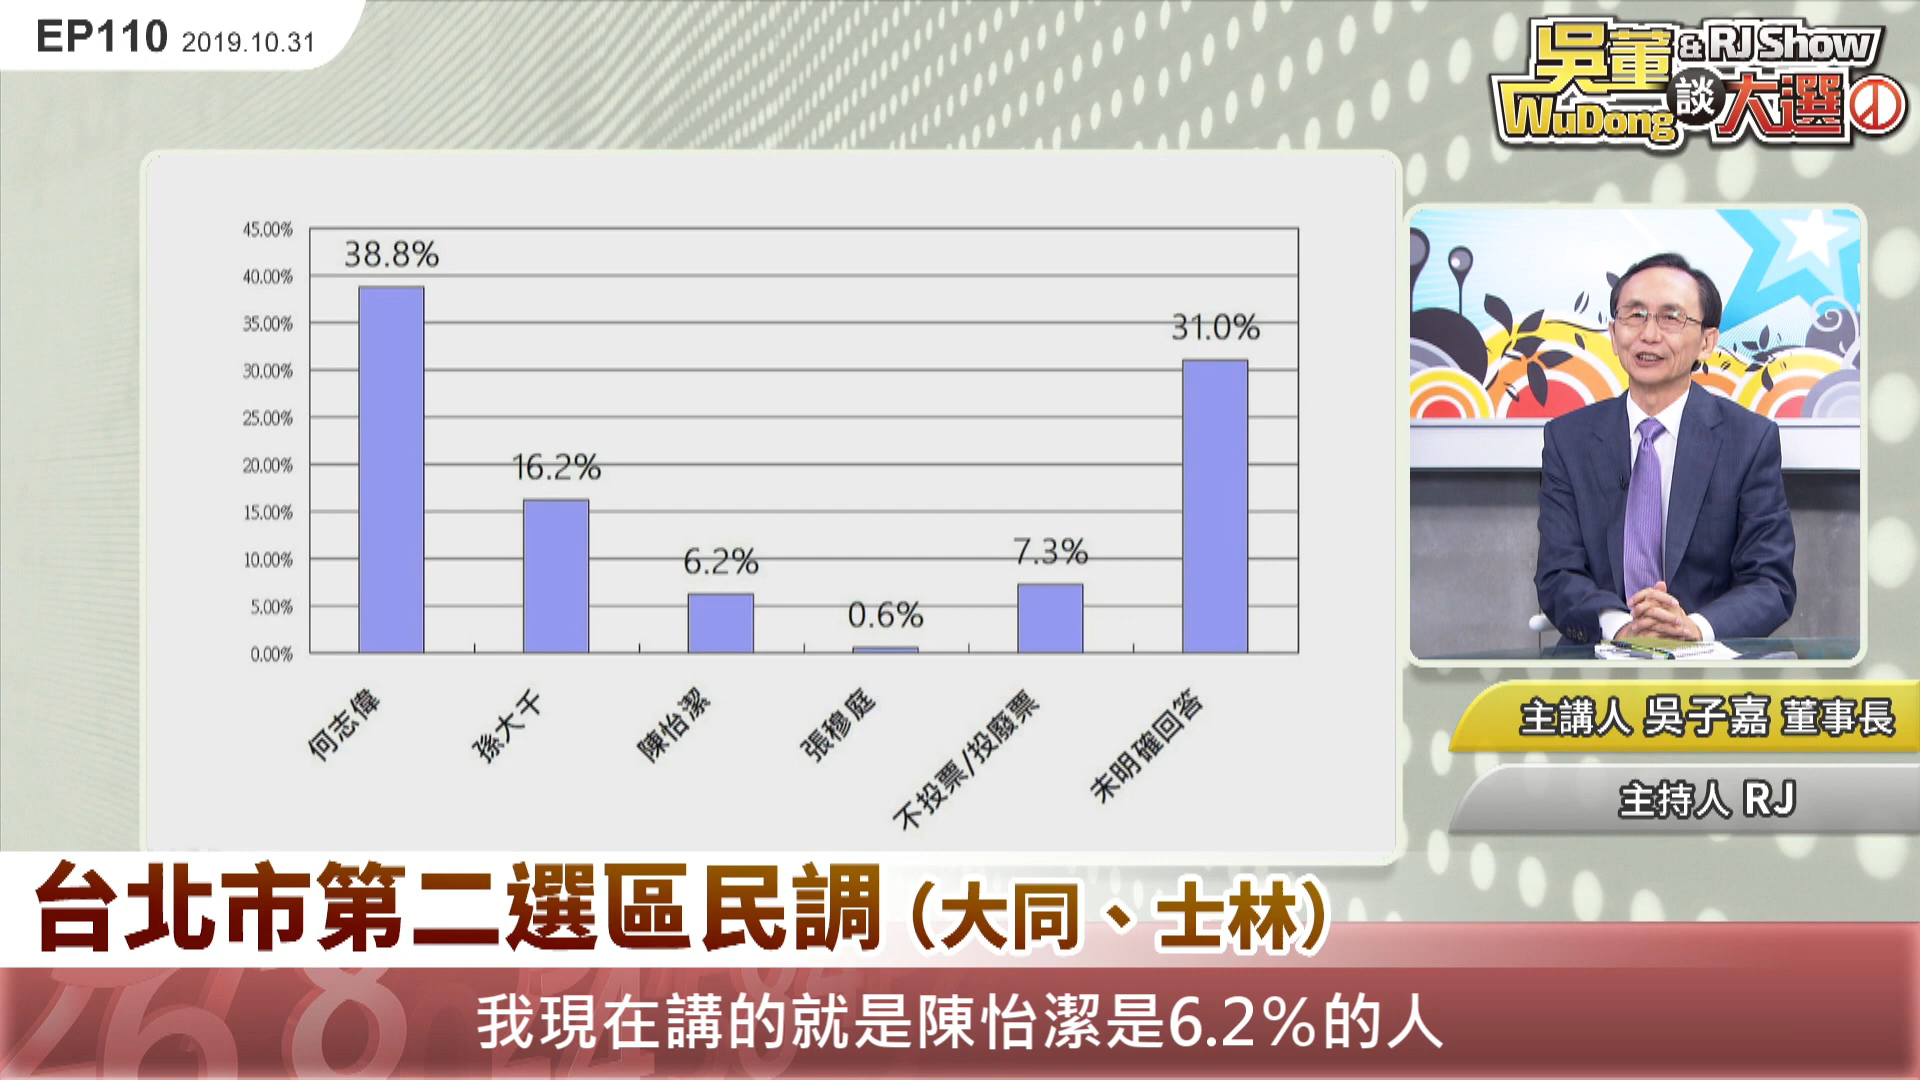 EP110 2019.10.31
吳董 & RJ Show
WuDong 談 大選
45.00%
40.00%
35.00%
30.00%
25.00%
20.00%
15.00%
10.00%
5.00%
0.00%
38.8%
16.2%
6.2%
0.6%
7.3%
31.0%
何志偉
孫大千
陳怡潔
張穆庭
不投票/投廢票
未明確回答
主講人 吳子嘉 董事長
主持人 RJ
台北市第二選區民調（大同、士林）
我現在講的就是陳怡潔是6.2%的人